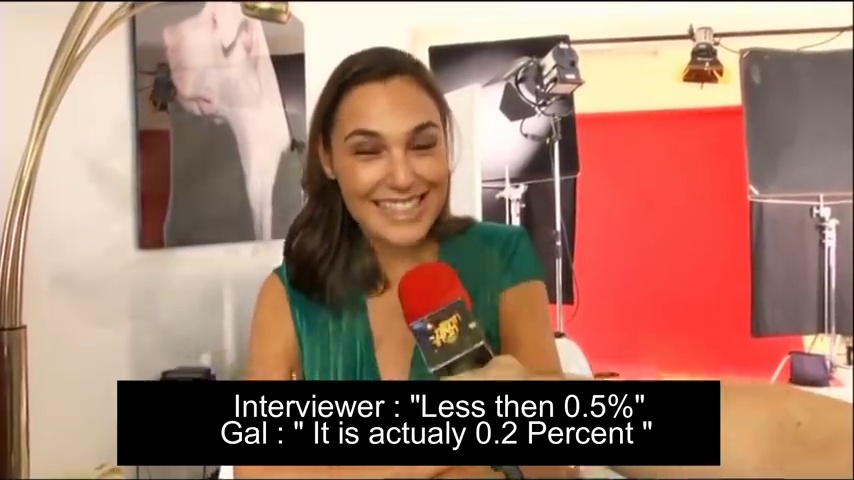 Interviewer : "Less then 0.5%"
Gal : " It is actualy 0.2 Percent "